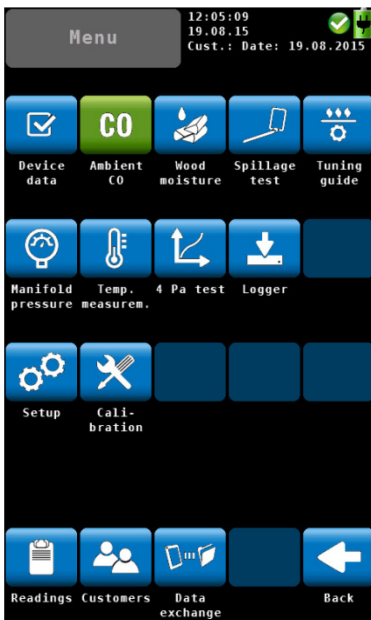 Menu
12:05:09
19.08.15
Cust.: Date: 19.08.2015
CO
Device
data
Ambient
CO
Wood
moisture
Spillage
test
Tuning
guide
Manifold
pressure
Temp.
measurem.
4 Pa test
Logger
Setup
Cali-
bration
Readings
Customers
Data
exchange
Back